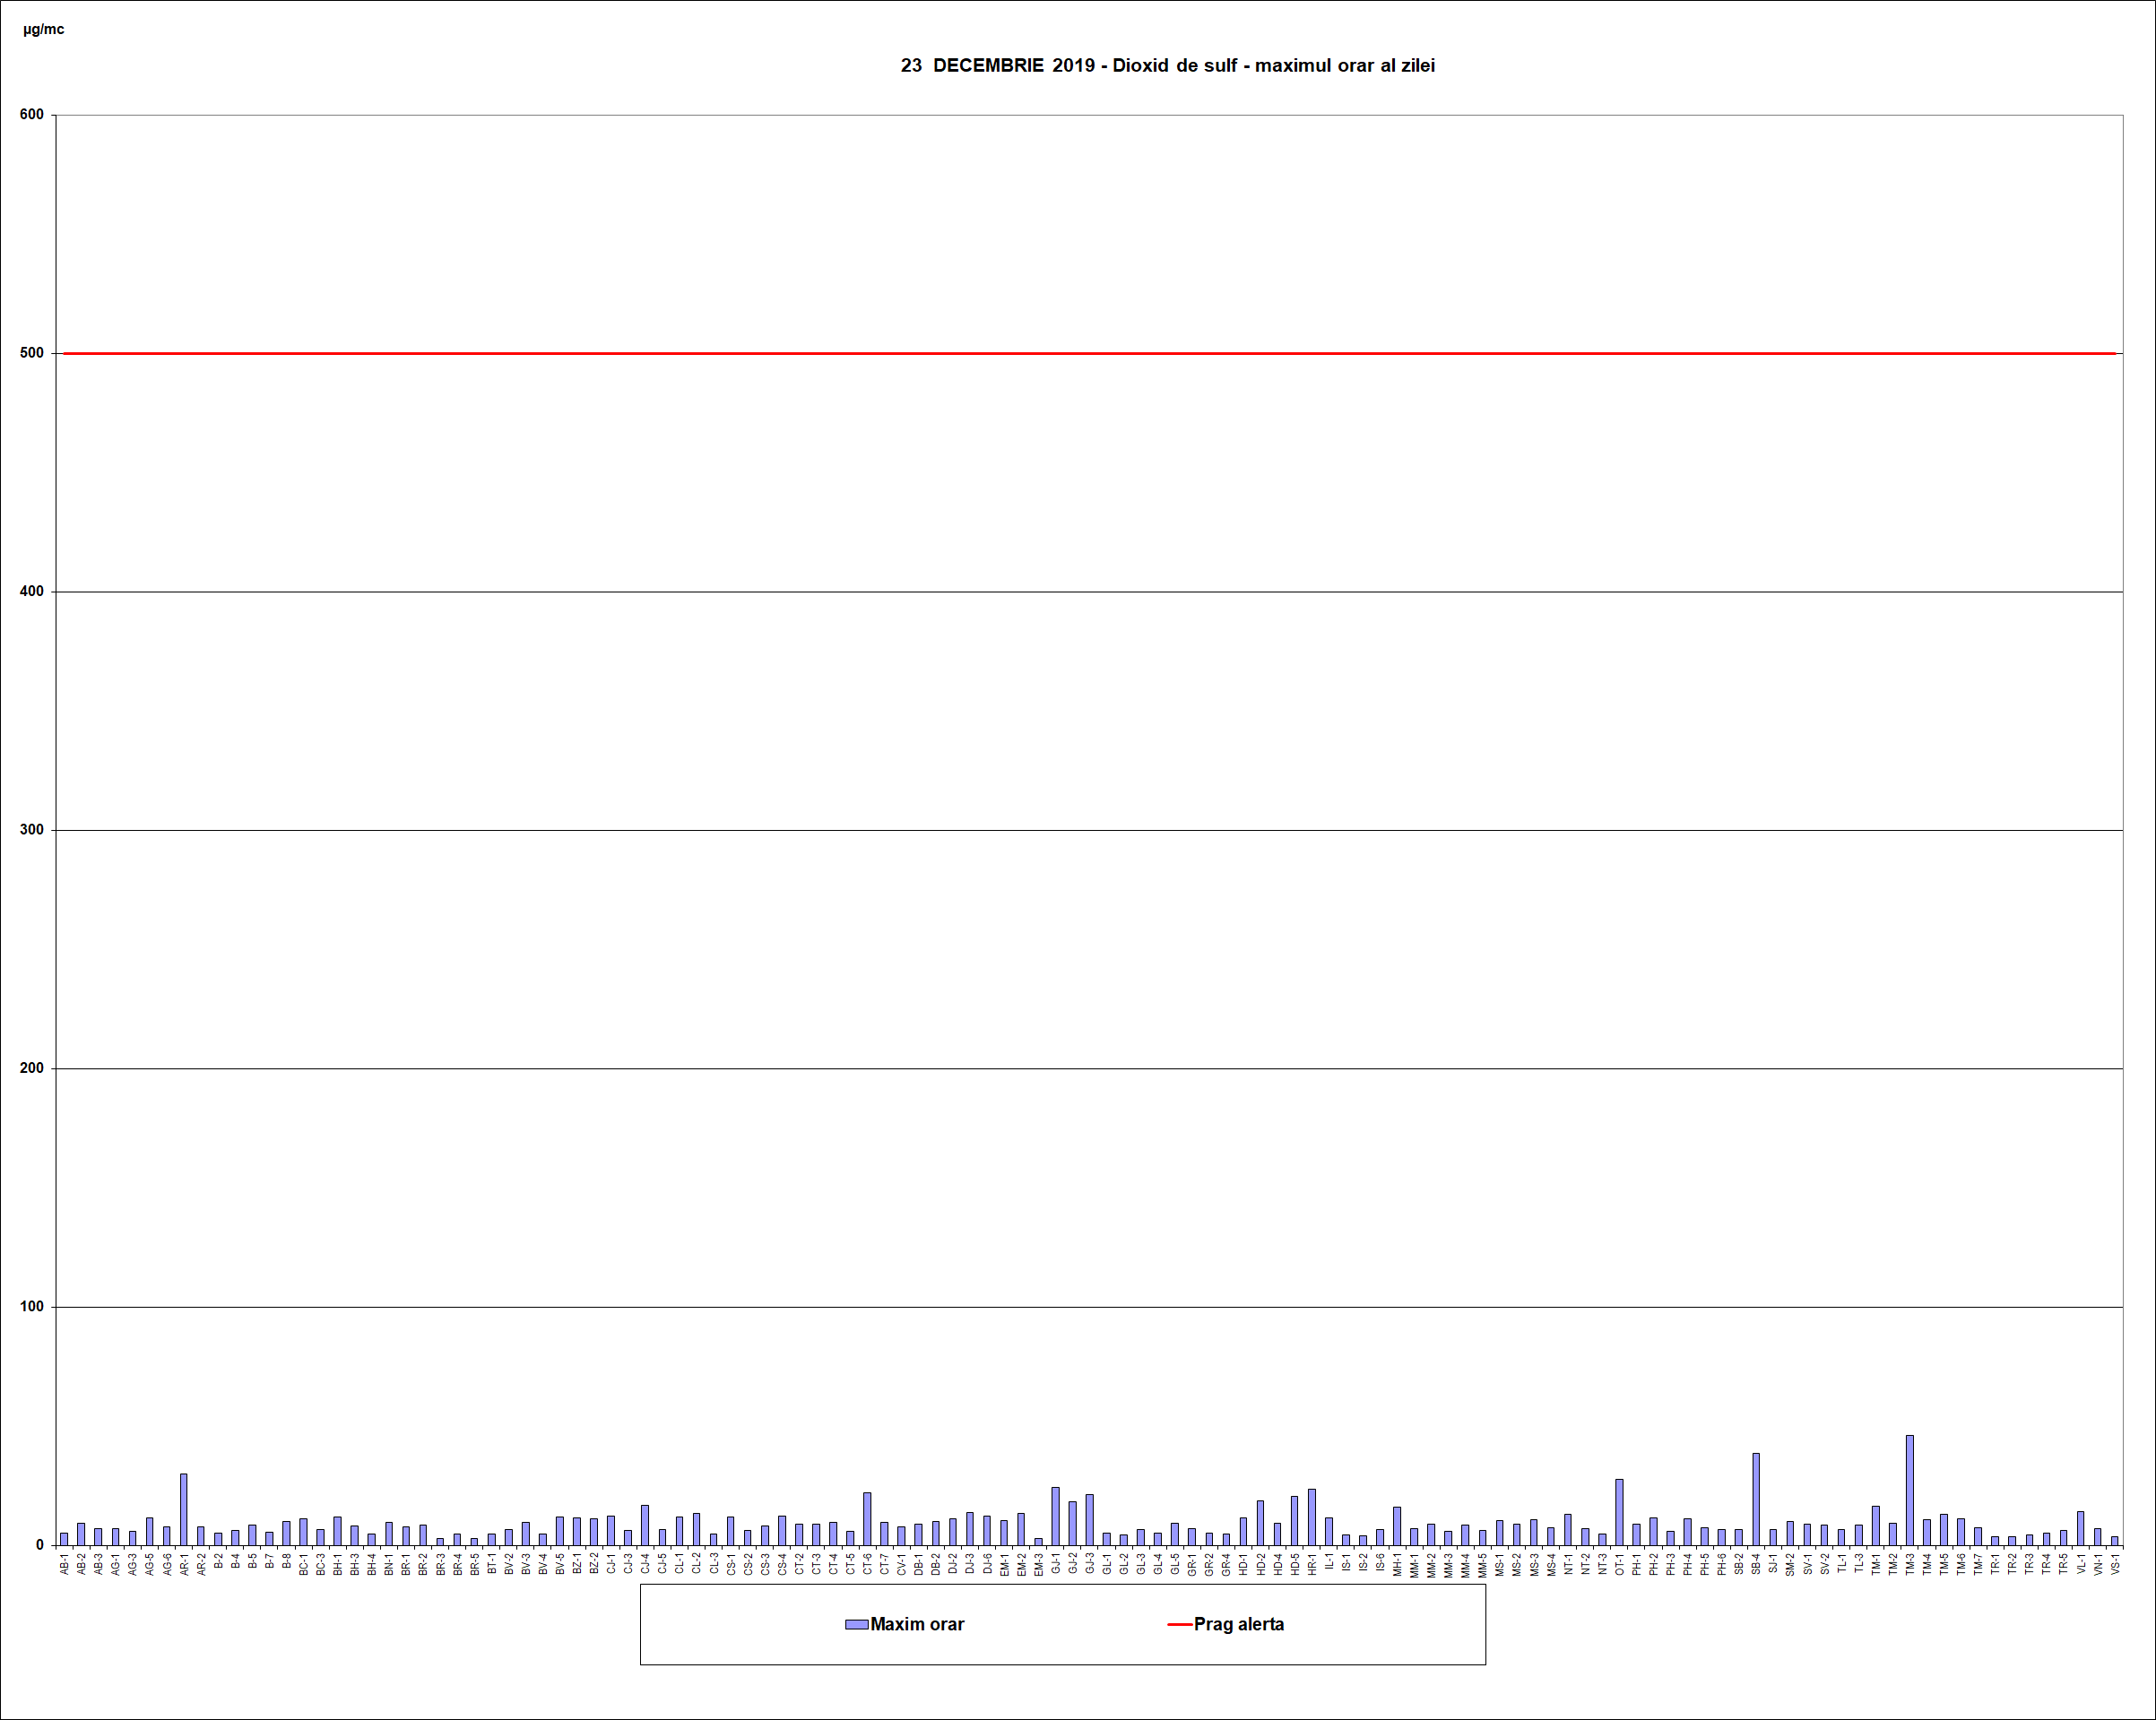 µg/mc
23 DECEMBRIE 2019 - Dioxid de sulf - maximul orar al zilei
600
500
400
300
200
100
0
AB-1 AB-2 AB-3 AG-1 AG-3 AG-5 AG-6 AR-1 AR-2 B-2 B-4 B-5 B-7 B-8 BC-1 BC-3 BH-1 BH-3 BH-4 BN-1 BR-1 BR-2 BR-3 BR-4 BR-5 BT-1 BV-2 BV-3 BV-4 BV-5 BZ-1 BZ-2 CJ-1 CJ-3 CJ-4 CJ-5 CL-1 CL-2 CL-3 CS-1 CS-2 CS-3 CS-4 CT-2 CT-3 CT-4 CT-5 CT-6 CT-7 CV-1 DB-1 DB-2 DJ-2 DJ-3 DJ-6 EM-1 EM-2 EM-3 GJ-1 GJ-2 GJ-3 GL-1 GL-2 GL-3 GL-4 GL-5 GR-1 GR-2 GR-4 HD-1 HD-2 HD-4 HD-5 HR-1 IL-1 IS-1 IS-2 IS-6 MH-1 MM-1 MM-2 MM-3 MM-4 MM-5 MS-1 MS-2 MS-3 MS-4 NT-1 NT-2 NT-3 OT-1 PH-1 PH-2 PH-3 PH-4 PH-5 PH-6 SB-2 SB-4 SJ-1 SM-2 SV-1 SV-2 TL-1 TL-3 TM-1 TM-2 TM-3 TM-4 TM-5 TM-6 TM-7 TR-1 TR-2 TR-3 TR-4 TR-5 VL-1 VN-1 VS-1
Maxim orar Prag alerta